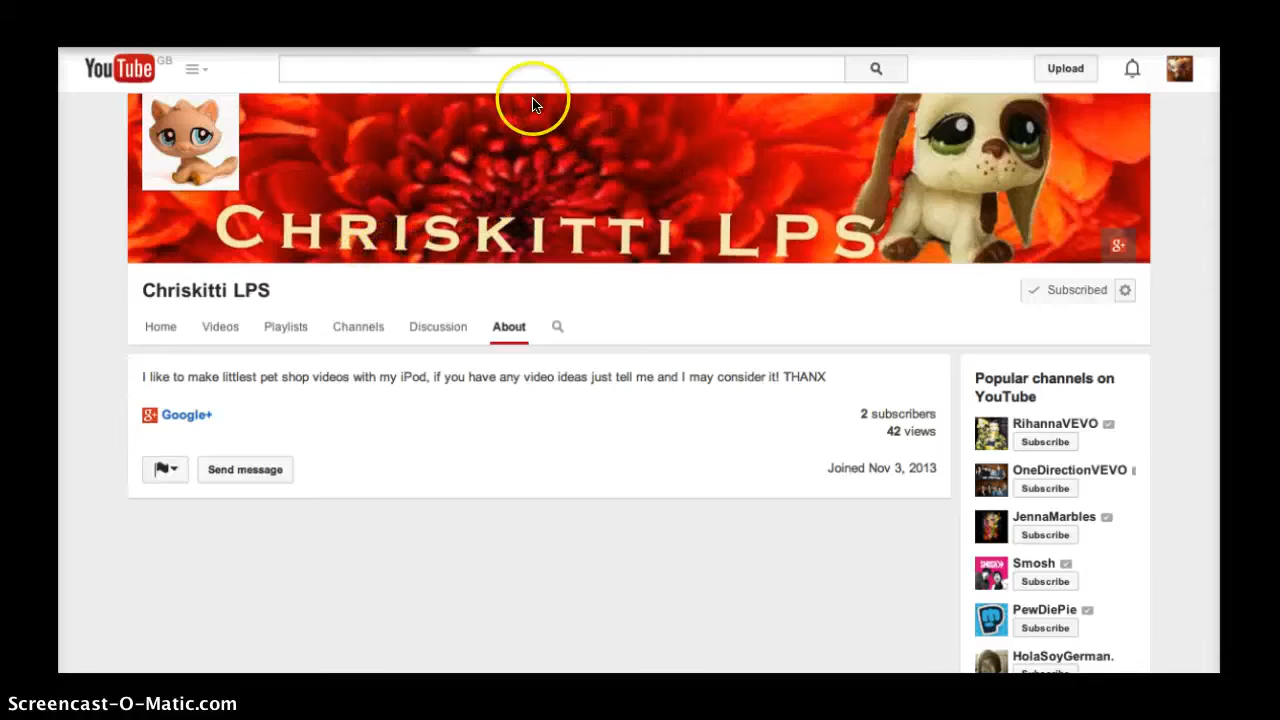 YouTube GB
Upload
CHRISKITTI LPS
g+
Chriskitti LPS
Subscribed
Home Videos Playlists Channels Discussion About
I like to make littlest pet shop videos with my iPod, if you have any video ideas just tell me and I may consider it! THANX
g+ Google+
2 subscribers
42 views
Send message
Joined Nov 3, 2013
Popular channels on
YouTube
RihannaVEVO
Subscribe
OneDirectionVEVO
Subscribe
JennaMarbles
Subscribe
SMOSH
Smosh
Subscribe
PewDiePie
Subscribe
HolaSoyGerman.
Subscribe
Screencast-O-Matic.com